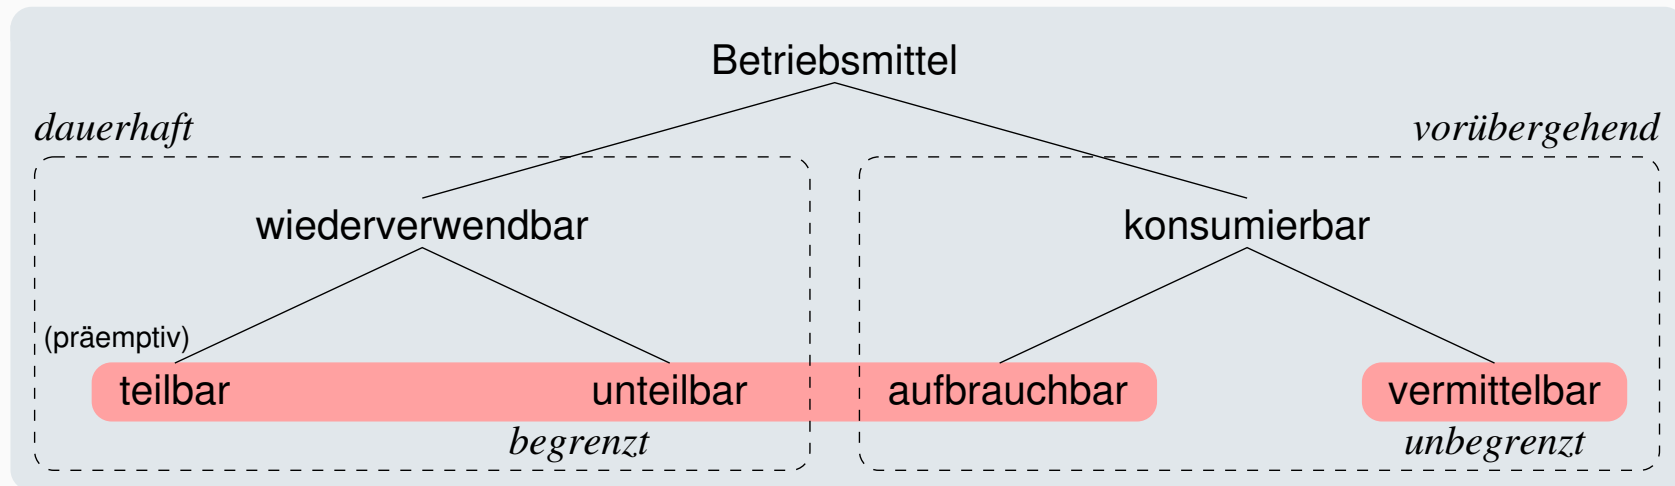 Betriebsmittel
dauerhaft
vorübergehend
wiederverwendbar
konsumierbar
(präemptiv)
teilbar
unteilbar
aufbrauchbar
vermittelbar
begrenzt
unbegrenzt